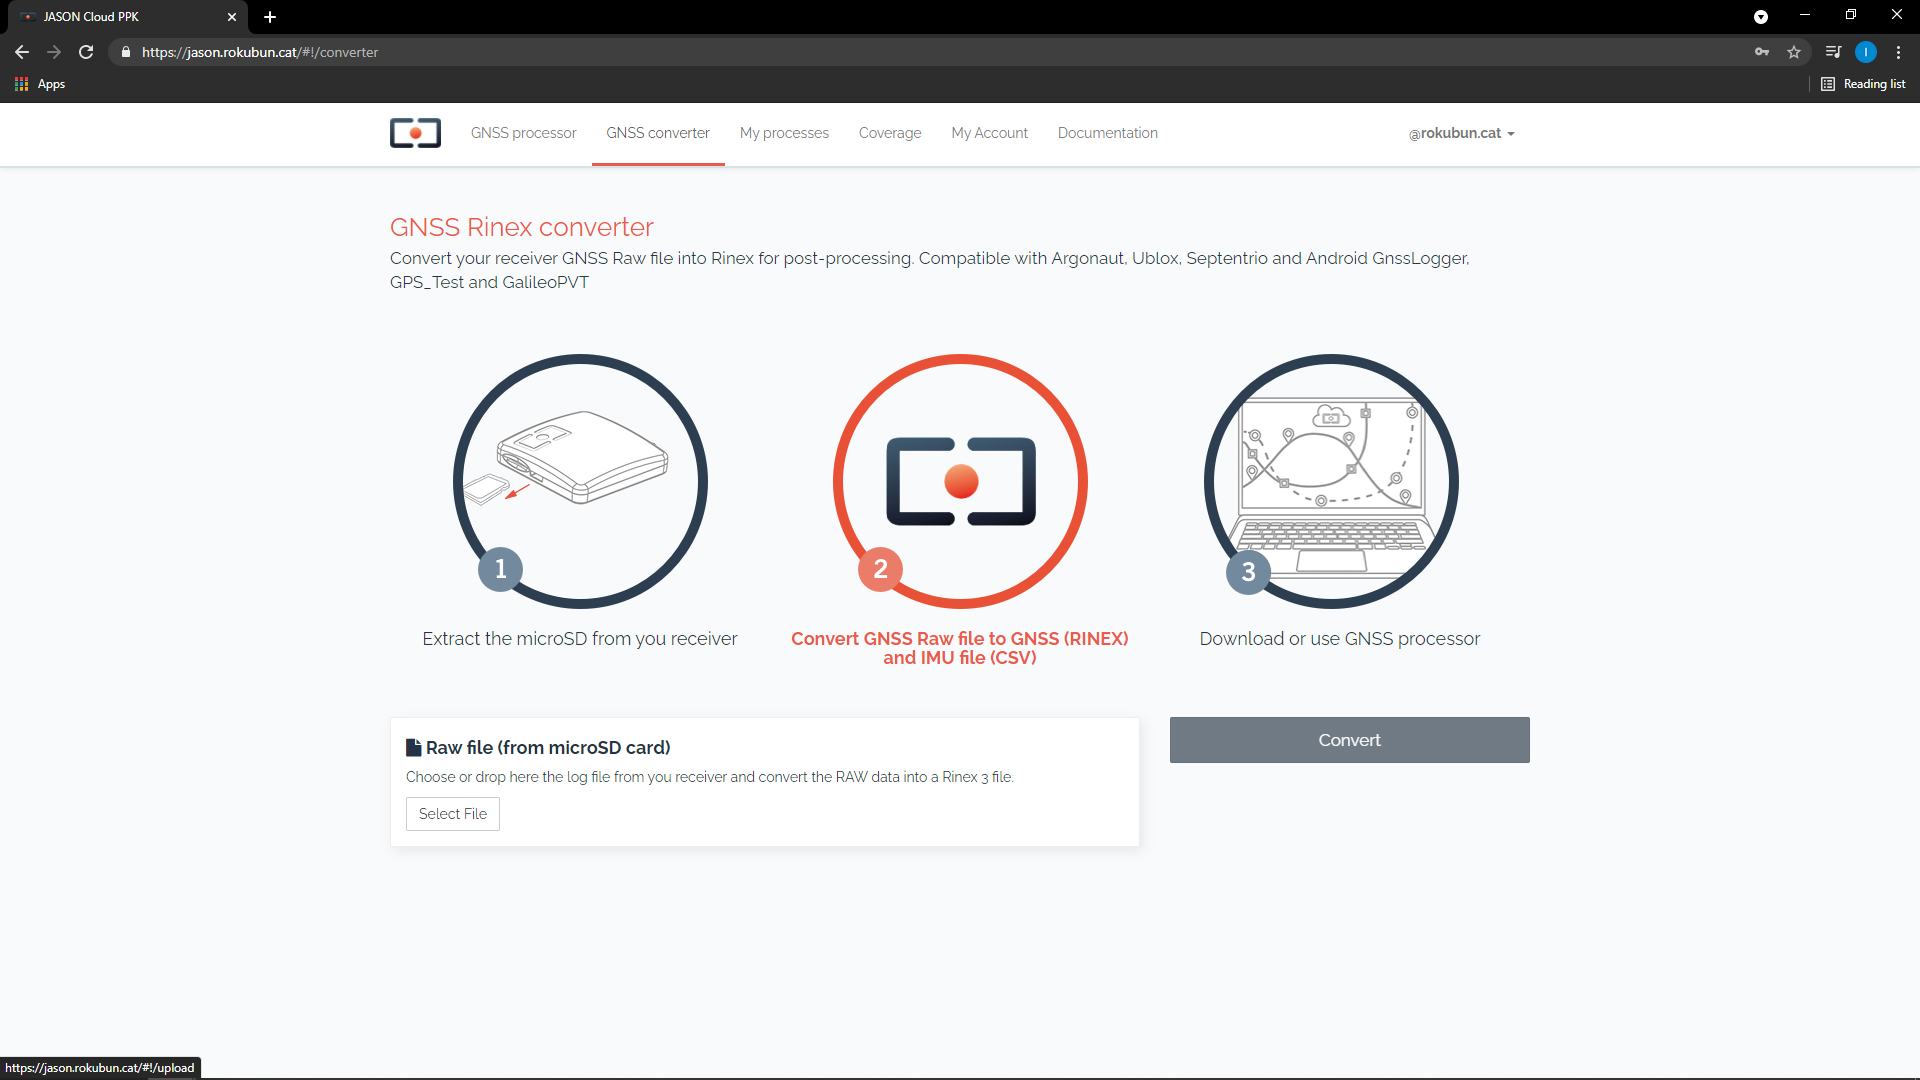 JASON Cloud PPK
https://jason.rokubun.cat/#!/converter
I
Apps
Reading list
GNSS processor
GNSS converter
My processes
Coverage
My Account
Documentation
@rokubun.cat
GNSS Rinex converter
Convert your receiver GNSS Raw file into Rinex for post-processing. Compatible with Argonaut, Ublox, Septentrio and Android GnssLogger,
GPS_Test and GalileoPVT
1
2
3
Extract the microSD from you receiver
Convert GNSS Raw file to GNSS (RINEX)
and IMU file (CSV)
Download or use GNSS processor
Raw file (from microSD card)
Choose or drop here the log file from you receiver and convert the RAW data into a Rinex 3 file.
Select File
Convert
https://jason.rokubun.cat/#!/upload